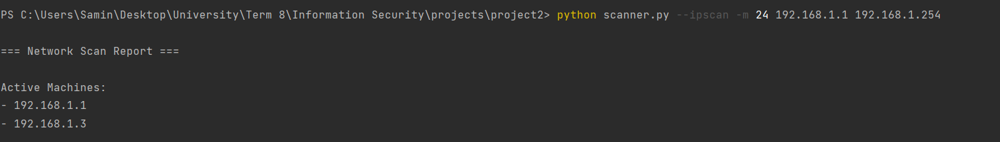 PS C:\Users\Samin\Desktop\University\Term 8\Information Security\projects\project2> python scanner.py --ipscan -m 24 192.168.1.1 192.168.1.254
=== Network Scan Report ===
Active Machines:
- 192.168.1.1
- 192.168.1.3